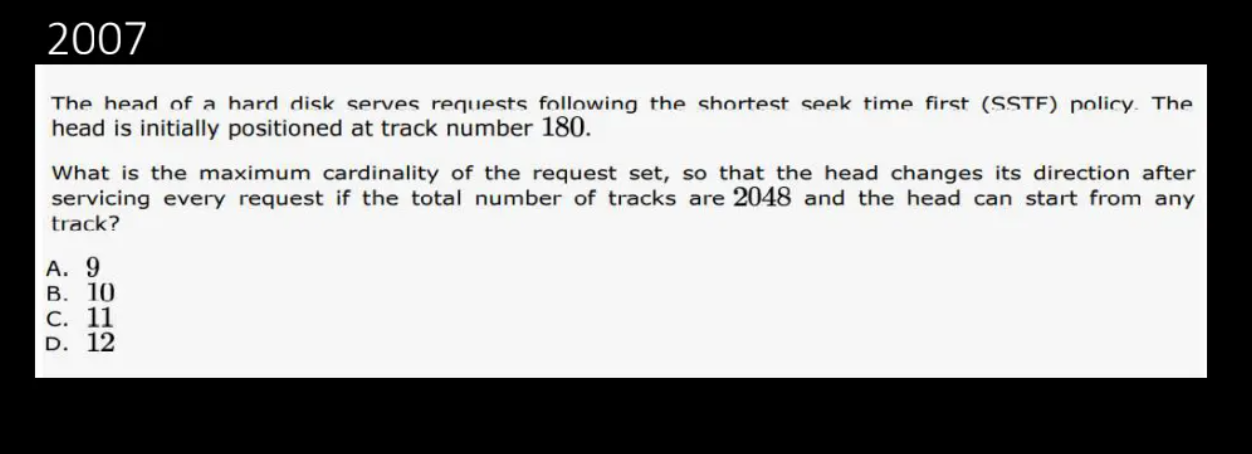 2007
The head of a hard disk serves requests following the shortest seek time first (SSTF) policy. The
head is initially positioned at track number 180.
What is the maximum cardinality of the request set, so that the head changes its direction after
servicing every request if the total number of tracks are 2048 and the head can start from any
track?
A. 9
B. 10
C. 11
D. 12